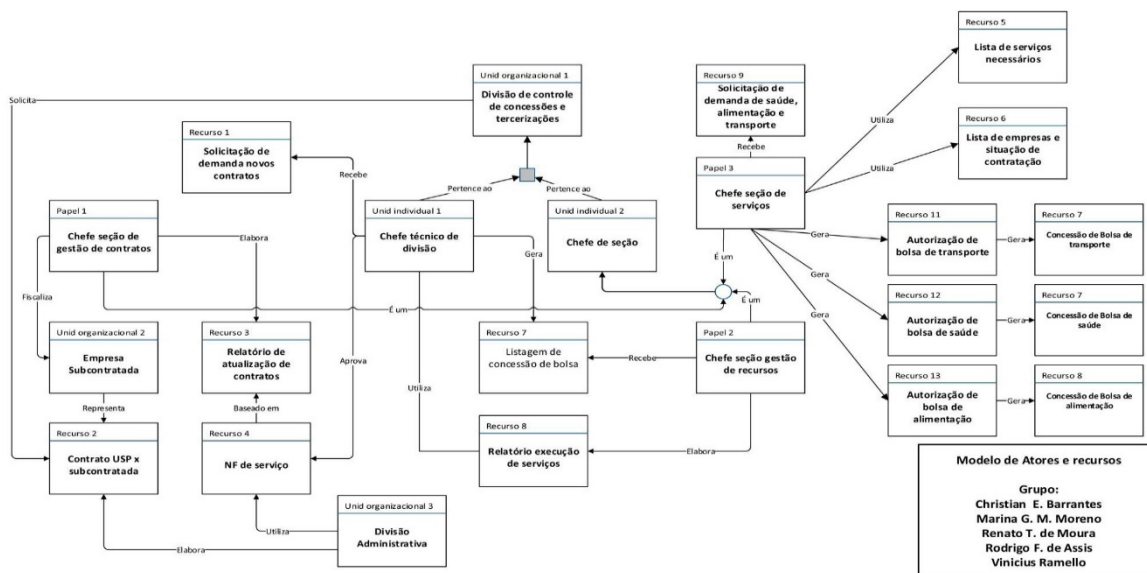 Recurso 5
Lista de serviços
necessários
Unid organizacional 1
Divisão de controle
de concessões e
tercerizações
Recurso 9
Solicitação de
demanda de saúde,
alimentação e
transporte
Solicita
Utiliza
Recurso 1
Solicitação de
demanda novos
contratos
Recurso 6
Lista de empresas e
situação de
contratação
Recebe
Utiliza
Recebe
Papel 3
Chefe seção de
serviços
Pertence ao
Pertence ao
Papel 1
Chefe seção de
gestão de contratos
Unid individual 1
Chefe técnico de
divisão
Unid individual 2
Chefe de seção
Recurso 11
Autorização de
bolsa de transporte
Gera
Recurso 7
Concessão de Bolsa de
transporte
Elabora
Gera
Gera
É um
Gera
Fiscaliza
É um
É um
Gera
Recurso 12
Autorização de
bolsa de saúde
Gera
Recurso 7
Concessão de Bolsa de
saúde
Unid organizacional 2
Empresa
Subcontratada
Recurso 3
Relatório de
atualização de
contratos
Aprova
Recurso 7
Listagem de
concessão de bolsa
Recebe
Papel 2
Chefe seção gestão
de recursos
Utiliza
Recurso 13
Autorização de
bolsa de
alimentação
Gera
Recurso 8
Concessão de Bolsa de
alimentação
Representa
Baseado em
Recurso 2
Contrato USP x
subcontratada
Recurso 4
NF de serviço
Recurso 8
Relatório execução
de serviços
Elabora
Unid organizacional 3
Divisão
Administrativa
Utiliza
Elabora
Modelo de Atores e recursos
Grupo:
Christian E. Barrantes
Marina G. M. Moreno
Renato T. de Moura
Rodrigo F. de Assis
Vinicius Ramello